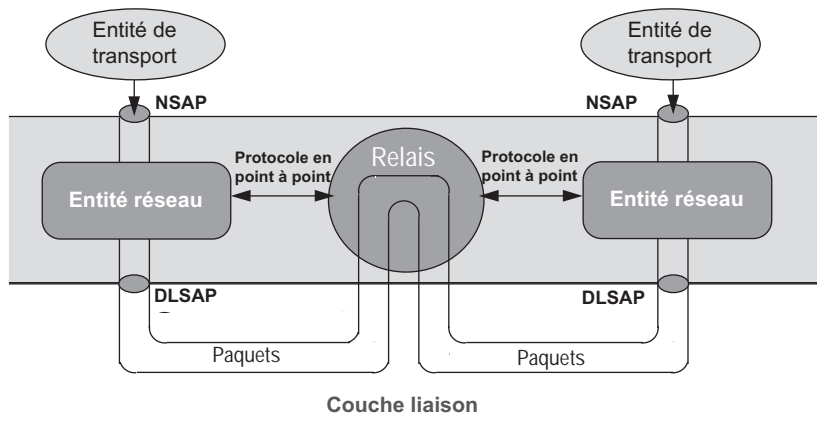 Entité de
transport
Entité de
transport
NSAP
NSAP
Protocole en
point à point
Relais
Protocole en
point à point
Entité réseau
Entité réseau
DLSAP
DLSAP
Paquets
Paquets
Couche liaison